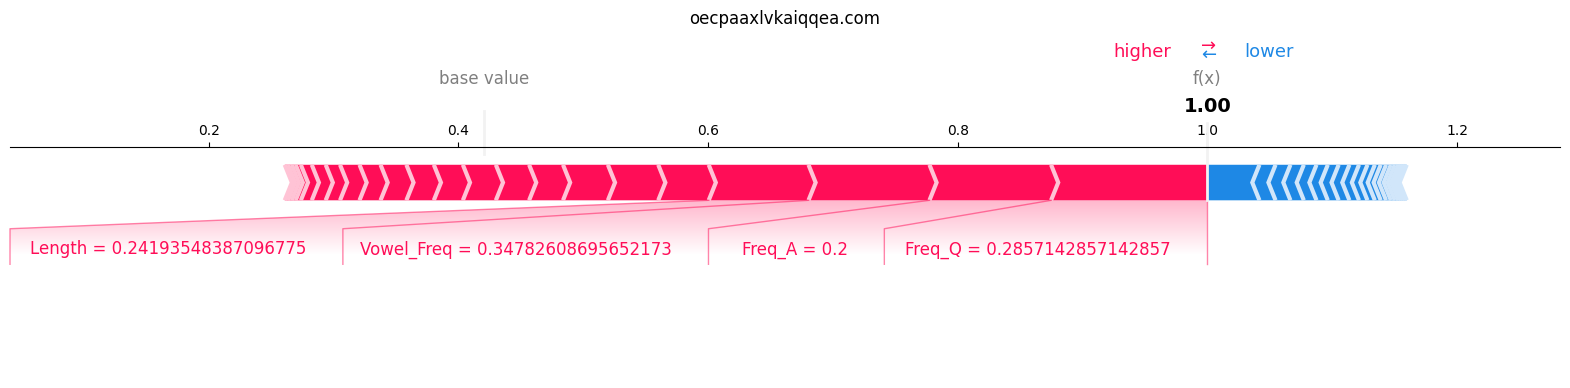 oecpaaxlvkaiqqea.com
higher → ← lower
base value f(x)
1.00
0.2 0.4 0.6 0.8 1.0 1.2
Length = 0.24193548387096775 Vowel_Freq = 0.34782608695652173 Freq_A = 0.2 Freq_Q = 0.2857142857142857